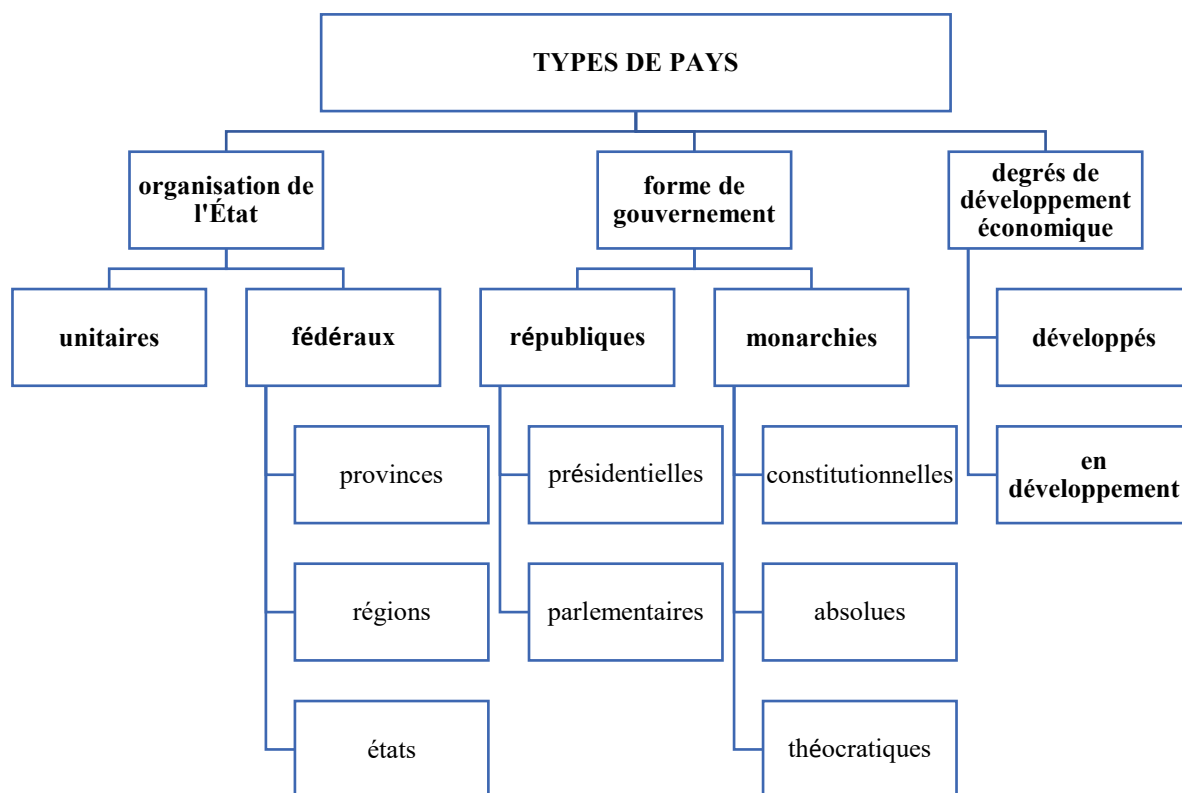 TYPES DE PAYS
organisation de
l'État
forme de
gouvernement
degrés de
développement
économique
unitaires
fédéraux
républiques
monarchies
développés
provinces
présidentielles
constitutionnelles
en
développement
régions
parlementaires
absolues
états
théocratiques